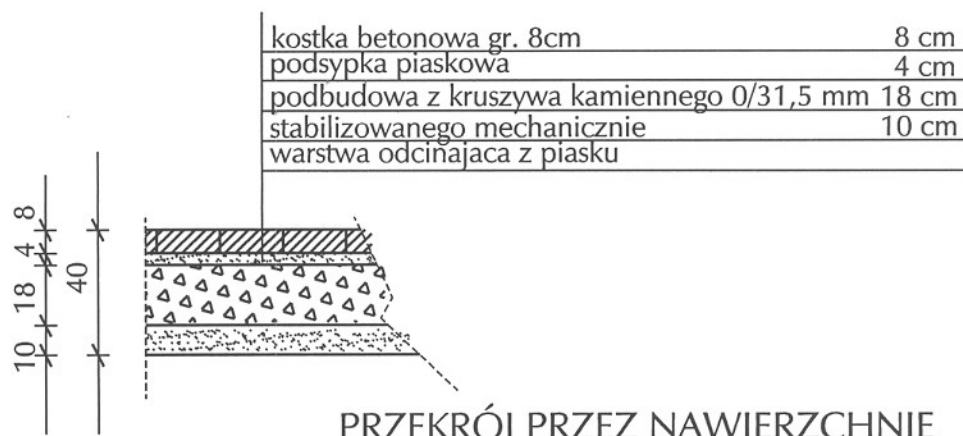 kostka betonowa gr. 8cm 8 cm
podsypka piaskowa 4 cm
podbudowa z kruszywa kamiennego 0/31,5 mm 18 cm
stabilizowanego mechanicznie 10 cm
warstwa odcinajaca z piasku
8
4
18
10
40
PRZEKRÓJ PRZEZ NAWIERZCHNIE